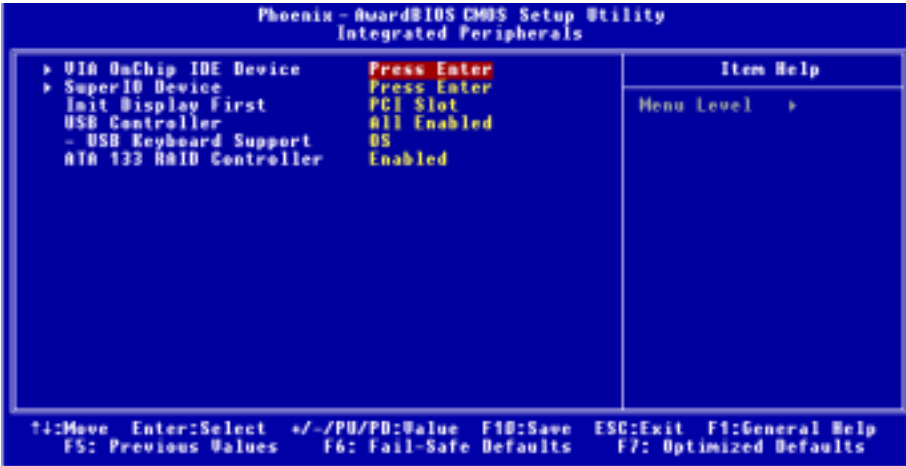 Phoenix - AwardBIOS CMOS Setup Utility
Integrated Peripherals
▸ VIA OnChip IDE Device Press Enter
▸ SuperIO Device Press Enter
Init Display First PCI Slot
USB Controller All Enabled
- USB Keyboard Support OS
ATA 133 RAID Controller Enabled
Item Help
Menu Level ▸
↑↓:Move Enter:Select +/-/PU/PD:Value F10:Save ESC:Exit F1:General Help
F5: Previous Values F6: Fail-Safe Defaults F7: Optimized Defaults